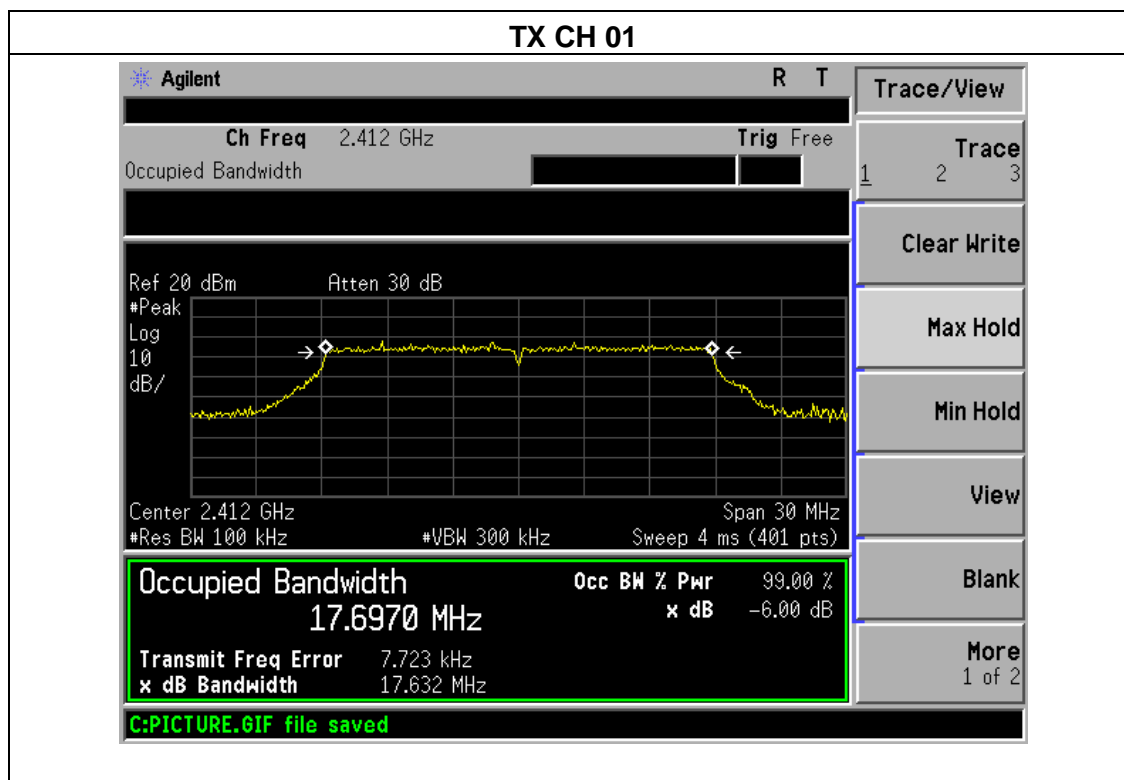 TX CH 01
Agilent R T
Trace/View
Ch Freq 2.412 GHz Trig Free
Occupied Bandwidth
Trace
1 2 3
Clear Write
Ref 20 dBm Atten 30 dB
#Peak
Log
10
dB/
Max Hold
Min Hold
View
Center 2.412 GHz Span 30 MHz
#Res BW 100 kHz #VBW 300 kHz Sweep 4 ms (401 pts)
Occupied Bandwidth Occ BW % Pwr 99.00 %
17.6970 MHz x dB -6.00 dB
Blank
Transmit Freq Error 7.723 kHz
x dB Bandwidth 17.632 MHz
More
1 of 2
C:PICTURE.GIF file saved